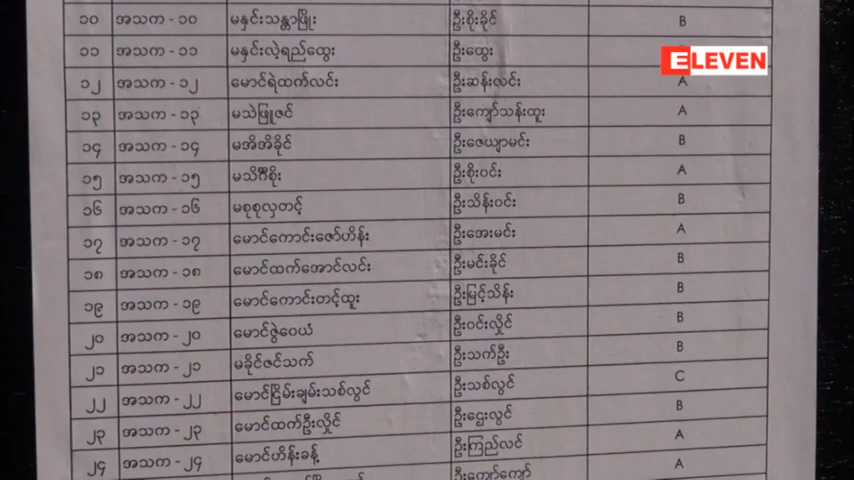 ၁၀ အသက - ၁၀ မနှင်းသန္တာဖြိုး ဦးစိုးခိုင် B
၁၁ အသက - ၁၁ မနှင်းလဲ့ရည်ထွေး ဦးထွေး
ELEVEN
၁၂ အသက - ၁၂ မောင်ရဲထက်လင်း ဦးဆန်းလင်း A
၁၃ အသက - ၁၃ မသဲဖြူဇင် ဦးကျော်သန်းထူး A
၁၄ အသက - ၁၄ မအိအိခိုင် ဦးဇေယျာမင်း B
၁၅ အသက - ၁၅ မသိင်္ဂီစိုး ဦးစိုးဝင်း A
၁၆ အသက - ၁၆ မစုစုလှတင့် ဦးသိန်းဝင်း B
၁၇ အသက - ၁၇ မောင်ကောင်းဇော်ဟိန်း ဦးအေးမင်း A
၁၈ အသက - ၁၈ မောင်ထက်အောင်လင်း ဦးမင်းခိုင် B
၁၉ အသက - ၁၉ မောင်ကောင်းတင့်ထူး ဦးမြင့်သိန်း B
၂၀ အသက - ၂၀ မောင်ဇွဲဝေယံ ဦးဝင်းလှိုင် B
၂၁ အသက - ၂၁ မခိုင်ဇင်သက် ဦးသက်ဦး B
၂၂ အသက - ၂၂ မောင်ငြိမ်းချမ်းသစ်လွင် ဦးသစ်လွင် C
၂၃ အသက - ၂၃ မောင်ထက်ဦးလှိုင် ဦးဌေးလွင် B
၂၄ အသက - ၂၄ မောင်ဟိန်းခန့် ဦးကြည်လင် A
ဦးကျော်ကျော် A